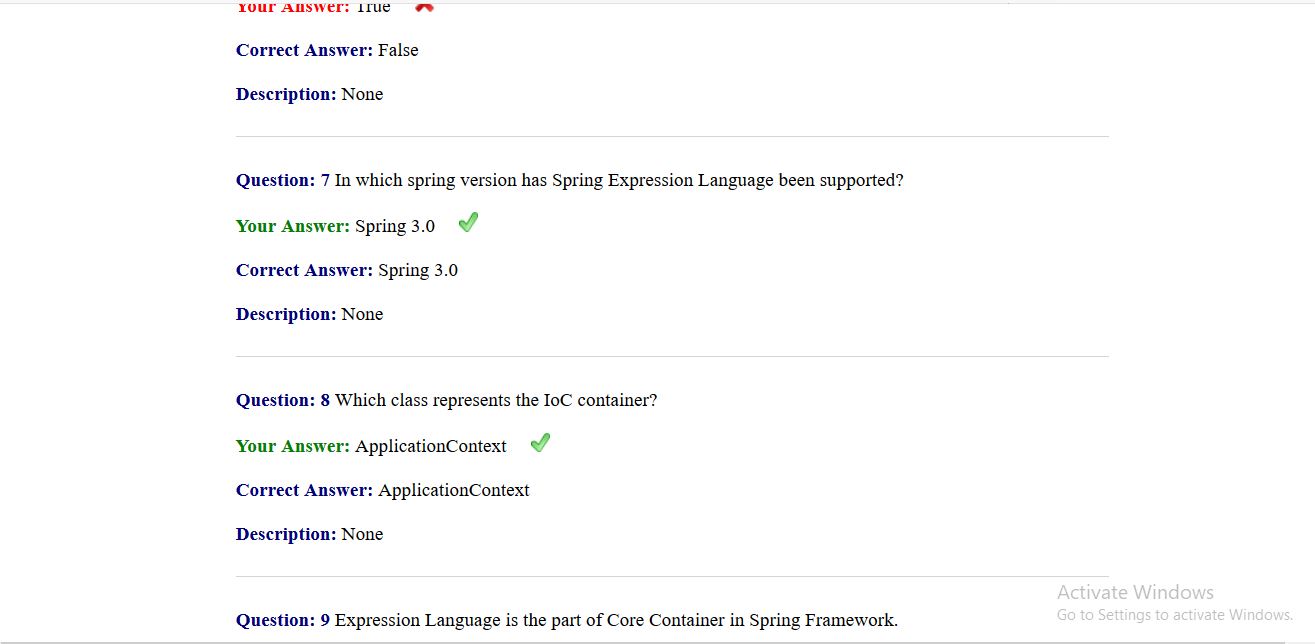 Your Answer: True
Correct Answer: False
Description: None
Question: 7 In which spring version has Spring Expression Language been supported?
Your Answer: Spring 3.0
Correct Answer: Spring 3.0
Description: None
Question: 8 Which class represents the IoC container?
Your Answer: ApplicationContext
Correct Answer: ApplicationContext
Description: None
Question: 9 Expression Language is the part of Core Container in Spring Framework.
Activate Windows
Go to Settings to activate Windows.